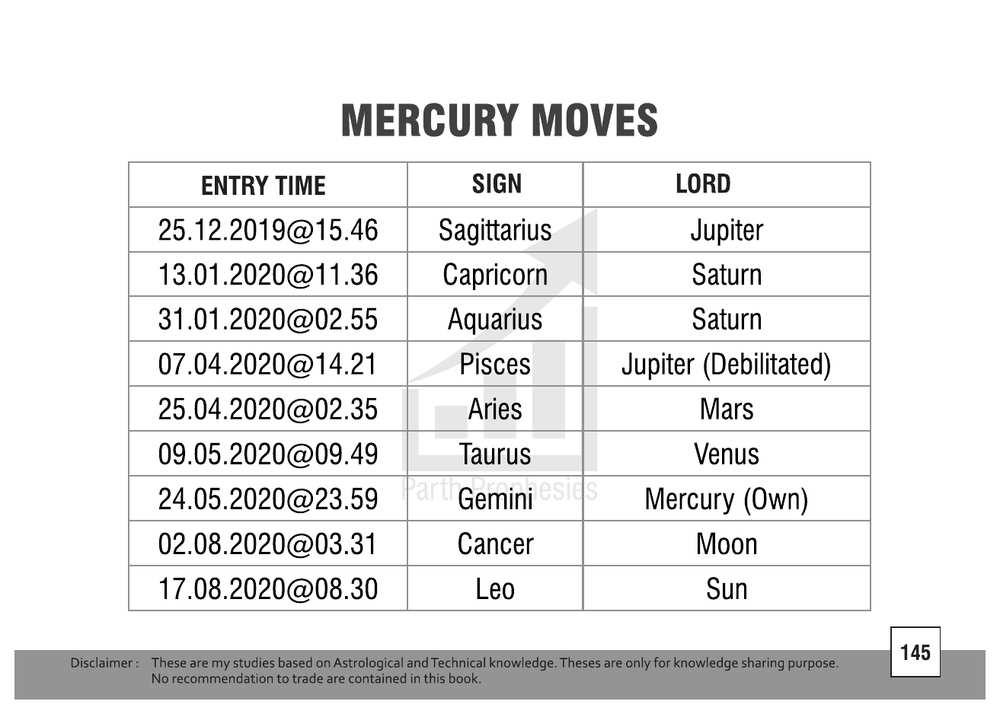 MERCURY MOVES
ENTRY TIME SIGN LORD
25.12.2019@15.46 Sagittarius Jupiter
13.01.2020@11.36 Capricorn Saturn
31.01.2020@02.55 Aquarius Saturn
07.04.2020@14.21 Pisces Jupiter (Debilitated)
25.04.2020@02.35 Aries Mars
09.05.2020@09.49 Taurus Venus
Parth Prophesies
24.05.2020@23.59 Gemini Mercury (Own)
02.08.2020@03.31 Cancer Moon
17.08.2020@08.30 Leo Sun
145
Disclaimer : These are my studies based on Astrological and Technical knowledge. Theses are only for knowledge sharing purpose.
No recommendation to trade are contained in this book.